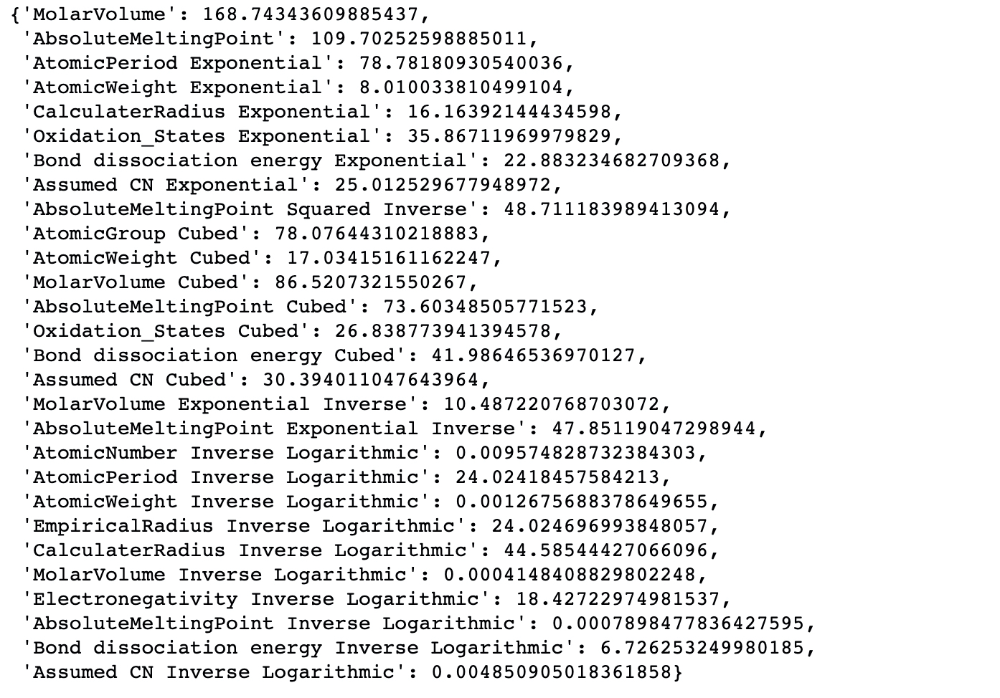 {'MolarVolume': 168.74343609885437,
'AbsoluteMeltingPoint': 109.70252598885011,
'AtomicPeriod Exponential': 78.78180930540036,
'AtomicWeight Exponential': 8.010033810499104,
'CalculaterRadius Exponential': 16.16392144434598,
'Oxidation_States Exponential': 35.86711969979829,
'Bond dissociation energy Exponential': 22.883234682709368,
'Assumed CN Exponential': 25.012529677948972,
'AbsoluteMeltingPoint Squared Inverse': 48.711183989413094,
'AtomicGroup Cubed': 78.07644310218883,
'AtomicWeight Cubed': 17.03415161162247,
'MolarVolume Cubed': 86.5207321550267,
'AbsoluteMeltingPoint Cubed': 73.60348505771523,
'Oxidation_States Cubed': 26.838773941394578,
'Bond dissociation energy Cubed': 41.98646536970127,
'Assumed CN Cubed': 30.394011047643964,
'MolarVolume Exponential Inverse': 10.487220768703072,
'AbsoluteMeltingPoint Exponential Inverse': 47.85119047298944,
'AtomicNumber Inverse Logarithmic': 0.009574828732384303,
'AtomicPeriod Inverse Logarithmic': 24.02418457584213,
'AtomicWeight Inverse Logarithmic': 0.0012675688378649655,
'EmpiricalRadius Inverse Logarithmic': 24.024696993848057,
'CalculaterRadius Inverse Logarithmic': 44.58544427066096,
'MolarVolume Inverse Logarithmic': 0.0004148408829802248,
'Electronegativity Inverse Logarithmic': 18.42722974981537,
'AbsoluteMeltingPoint Inverse Logarithmic': 0.0007898477836427595,
'Bond dissociation energy Inverse Logarithmic': 6.726253249980185,
'Assumed CN Inverse Logarithmic': 0.004850905018361858}